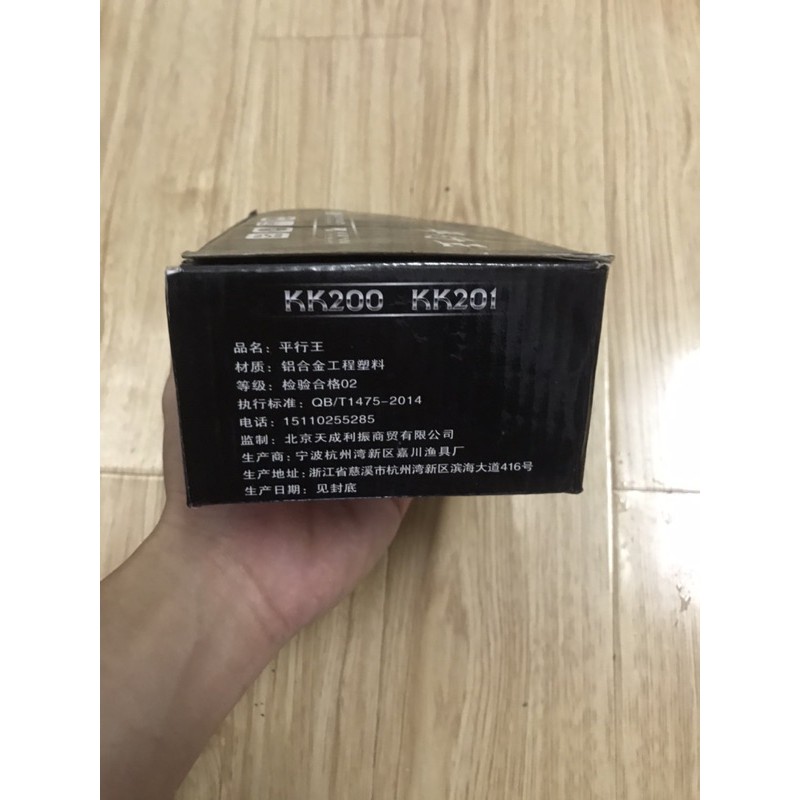 KK200 KK201
品名：平行王
材质：铝合金工程塑料
等级：检验合格02
执行标准：QB/T1475-2014
电话：15110255285
监制：北京天成利振商贸有限公司
生产商：宁波杭州湾新区嘉川渔具厂
生产地址：浙江省慈溪市杭州湾新区滨海大道416号
生产日期：见封底